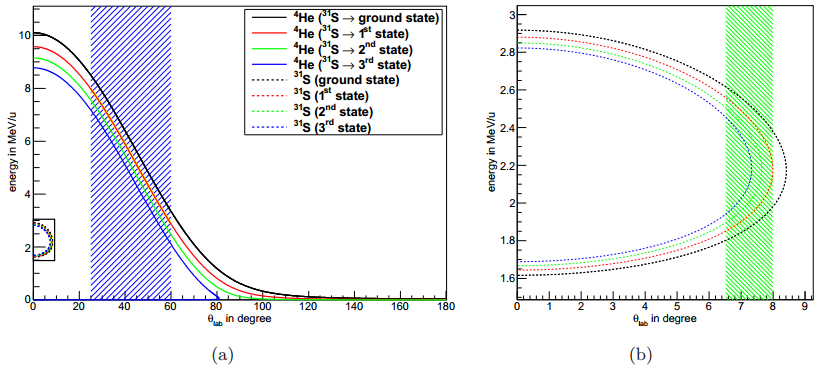 ⁴He (³¹S → ground state)
⁴He (³¹S → 1ˢᵗ state)
⁴He (³¹S → 2ⁿᵈ state)
⁴He (³¹S → 3ʳᵈ state)
³¹S (ground state)
³¹S (1ˢᵗ state)
³¹S (2ⁿᵈ state)
³¹S (3ʳᵈ state)
energy in MeV/u
10
8
6
4
2
0
0 20 40 60 80 100 120 140 160 180
θlab in degree
(a)
energy in MeV/u
3
2.8
2.6
2.4
2.2
2
1.8
1.6
0 1 2 3 4 5 6 7 8 9
θlab in degree
(b)